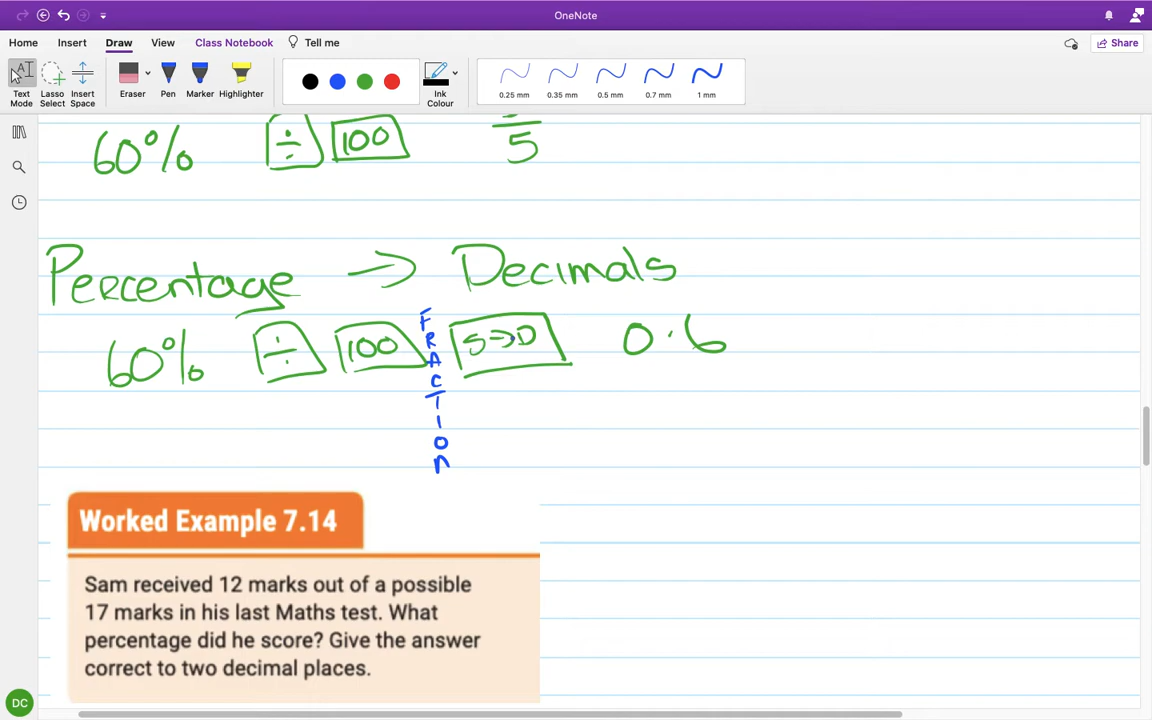 OneNote
Home Insert Draw View Class Notebook Tell me
Share
Text Mode
Lasso Select
Insert Space
Eraser
Pen
Marker
Highlighter
Ink Colour
0.25 mm
0.35 mm
0.5 mm
0.7 mm
1 mm
60% ÷ 100 5
Percentage → Decimals
60% ÷ 100 FRACTION S⇒D 0.6
Worked Example 7.14
Sam received 12 marks out of a possible
17 marks in his last Maths test. What
percentage did he score? Give the answer
correct to two decimal places.
DC